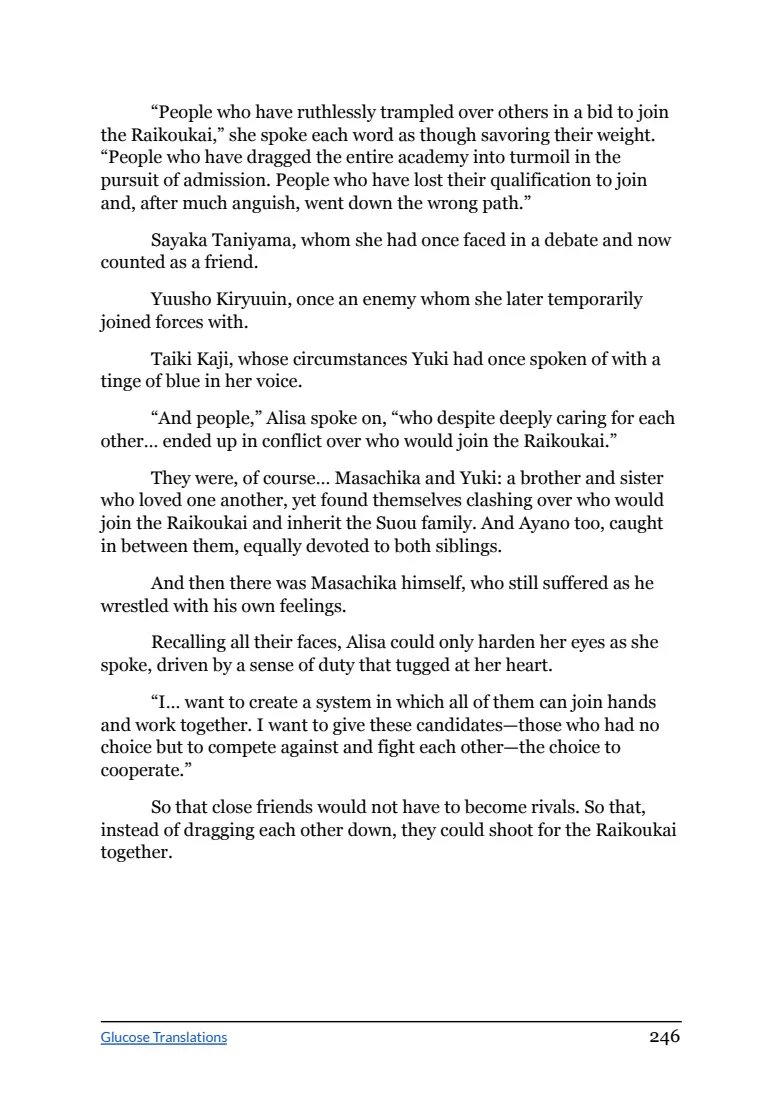 “People who have ruthlessly trampled over others in a bid to join
the Raikoukai,” she spoke each word as though savoring their weight.
“People who have dragged the entire academy into turmoil in the
pursuit of admission. People who have lost their qualification to join
and, after much anguish, went down the wrong path.”
Sayaka Taniyama, whom she had once faced in a debate and now
counted as a friend.
Yuusho Kiryuuin, once an enemy whom she later temporarily
joined forces with.
Taiki Kaji, whose circumstances Yuki had once spoken of with a
tinge of blue in her voice.
“And people,” Alisa spoke on, “who despite deeply caring for each
other… ended up in conflict over who would join the Raikoukai.”
They were, of course… Masachika and Yuki: a brother and sister
who loved one another, yet found themselves clashing over who would
join the Raikoukai and inherit the Suou family. And Ayano too, caught
in between them, equally devoted to both siblings.
And then there was Masachika himself, who still suffered as he
wrestled with his own feelings.
Recalling all their faces, Alisa could only harden her eyes as she
spoke, driven by a sense of duty that tugged at her heart.
“I… want to create a system in which all of them can join hands
and work together. I want to give these candidates—those who had no
choice but to compete against and fight each other—the choice to
cooperate.”
So that close friends would not have to become rivals. So that,
instead of dragging each other down, they could shoot for the Raikoukai
together.
Glucose Translations 246